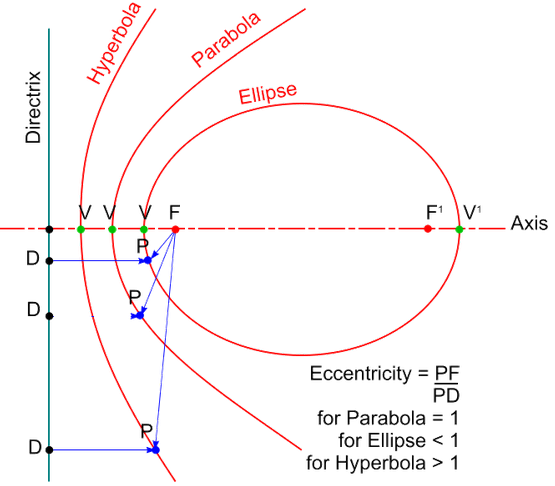 Hyperbola
Parabola
Ellipse
Directrix
V V V F F¹ V¹
Axis
D P
P
D
P
D
Eccentricity = PF
PD
for Parabola = 1
for Ellipse < 1
for Hyperbola > 1